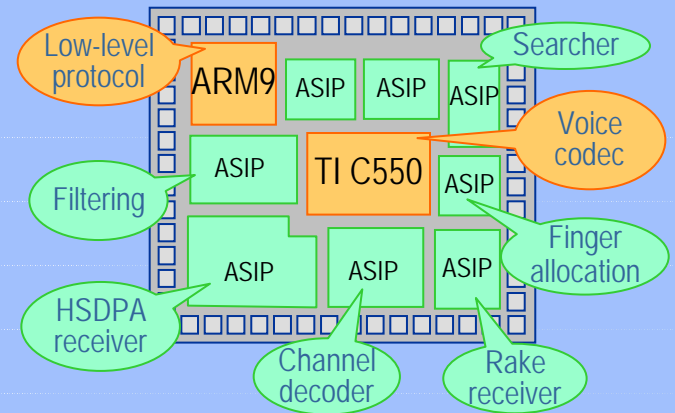 Low-level
protocol
ARM9
ASIP
ASIP
ASIP
Searcher
Filtering
ASIP
TI C550
Voice
codec
ASIP
Finger
allocation
HSDPA
receiver
ASIP
ASIP
Channel
decoder
ASIP
Rake
receiver